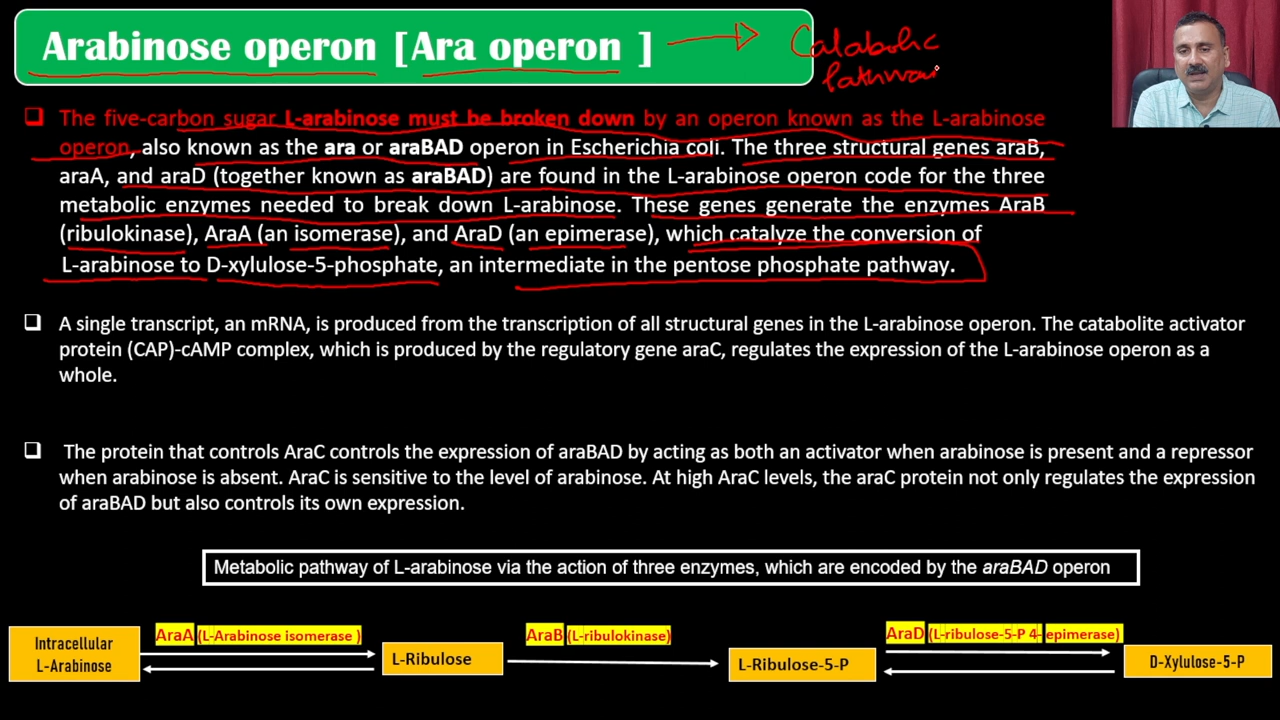 Arabinose operon [Ara operon ]
Catabolic
Pathway
The five-carbon sugar L-arabinose must be broken down by an operon known as the L-arabinose
operon, also known as the ara or araBAD operon in Escherichia coli. The three structural genes araB,
araA, and araD (together known as araBAD) are found in the L-arabinose operon code for the three
metabolic enzymes needed to break down L-arabinose. These genes generate the enzymes AraB
(ribulokinase), AraA (an isomerase), and AraD (an epimerase), which catalyze the conversion of
L-arabinose to D-xylulose-5-phosphate, an intermediate in the pentose phosphate pathway.
A single transcript, an mRNA, is produced from the transcription of all structural genes in the L-arabinose operon. The catabolite activator
protein (CAP)-cAMP complex, which is produced by the regulatory gene araC, regulates the expression of the L-arabinose operon as a
whole.
The protein that controls AraC controls the expression of araBAD by acting as both an activator when arabinose is present and a repressor
when arabinose is absent. AraC is sensitive to the level of arabinose. At high AraC levels, the araC protein not only regulates the expression
of araBAD but also controls its own expression.
Metabolic pathway of L-arabinose via the action of three enzymes, which are encoded by the araBAD operon
Intracellular
L-Arabinose
AraA (L-Arabinose isomerase )
L-Ribulose
AraB (L-ribulokinase)
L-Ribulose-5-P
AraD (L-ribulose-5-P 4- epimerase)
D-Xylulose-5-P